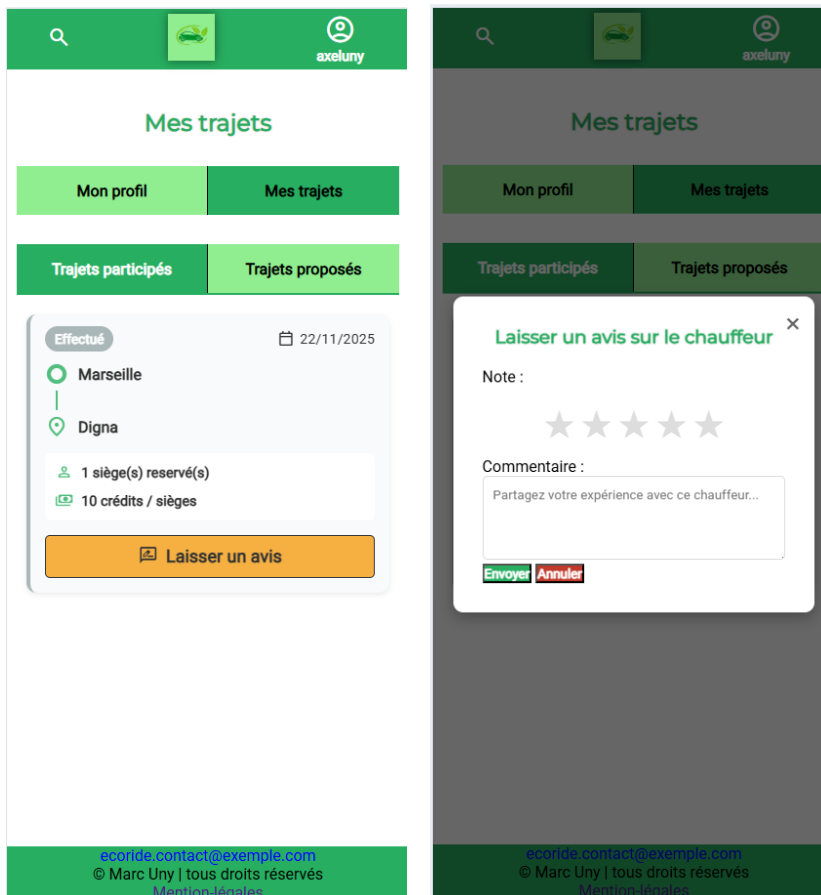 axeluny
Mes trajets
Mon profil
Mes trajets
Trajets participés
Trajets proposés
Effectué
22/11/2025
Marseille
Digna
1 siège(s) reservé(s)
10 crédits / sièges
Laisser un avis
ecoride.contact@exemple.com
© Marc Uny | tous droits réservés
Mention-légales
axeluny
Mes trajets
Mon profil
Mes trajets
Trajets participés
Trajets proposés
×
Laisser un avis sur le chauffeur
Note :
Commentaire :
Partagez votre expérience avec ce chauffeur...
Envoyer Annuler
ecoride.contact@exemple.com
© Marc Uny | tous droits réservés
Mention-légales